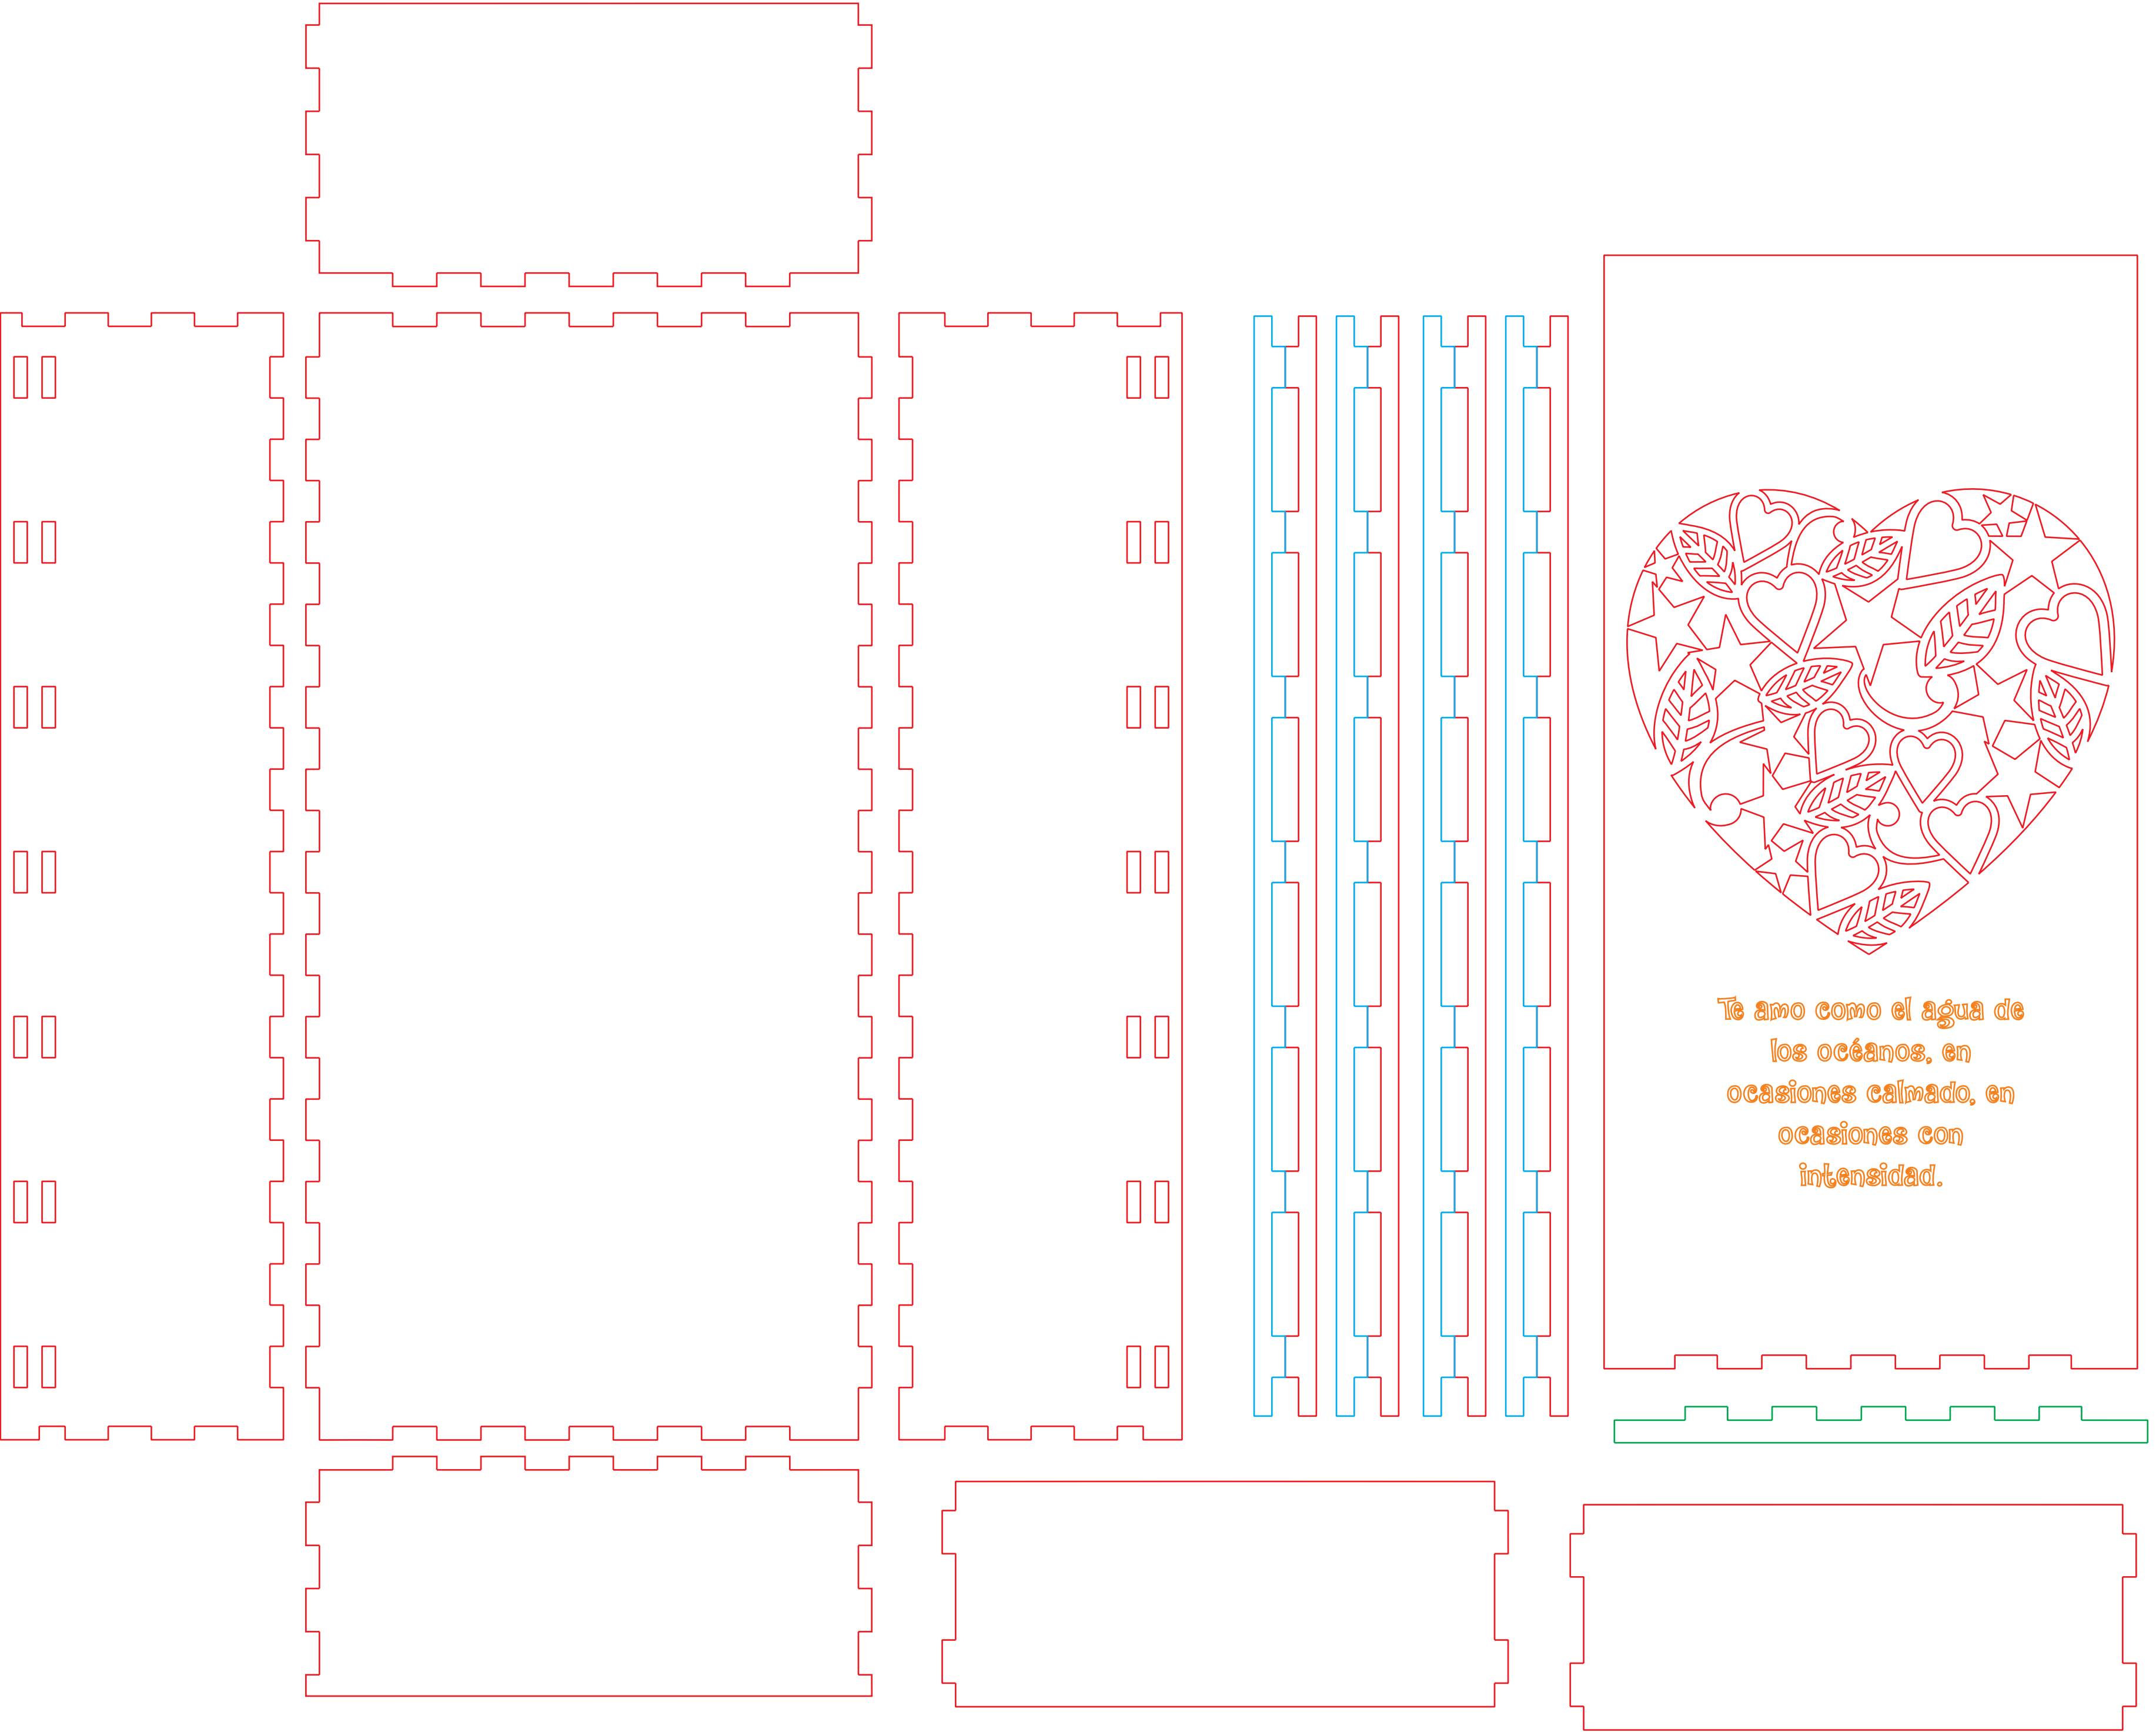 Te amo como el agua de
los océanos, en
ocasiones calmado, en
ocasiones con
intensidad.